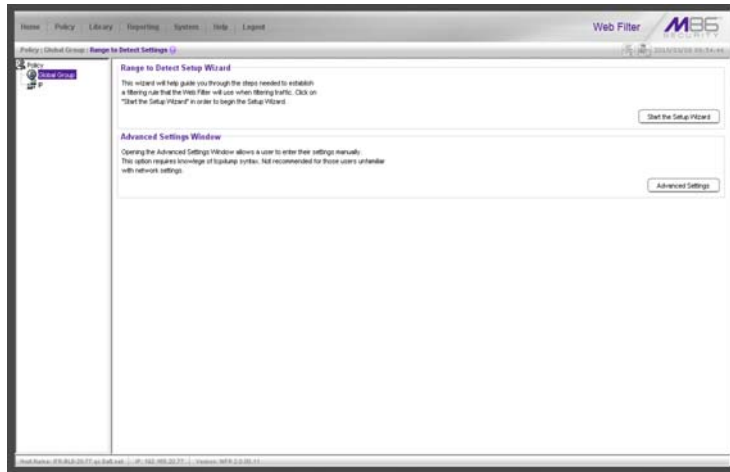 Home Policy Library Reporting System Help Logout
Web Filter
M86
SECURITY
Policy : Global Group : Range to Detect Settings
Policy
Global Group
IP
Range to Detect Setup Wizard
This wizard will help guide you through the steps needed to establish
a filtering rule that the Web Filter will use when filtering traffic. Click on
"Start the Setup Wizard" in order to begin the Setup Wizard.
Start the Setup Wizard
Advanced Settings Window
Opening the Advanced Settings Window allows a user to enter their settings manually.
This option requires knowlege of tcpdump syntax. Not recommended for those users unfamiliar
with network settings.
Advanced Settings